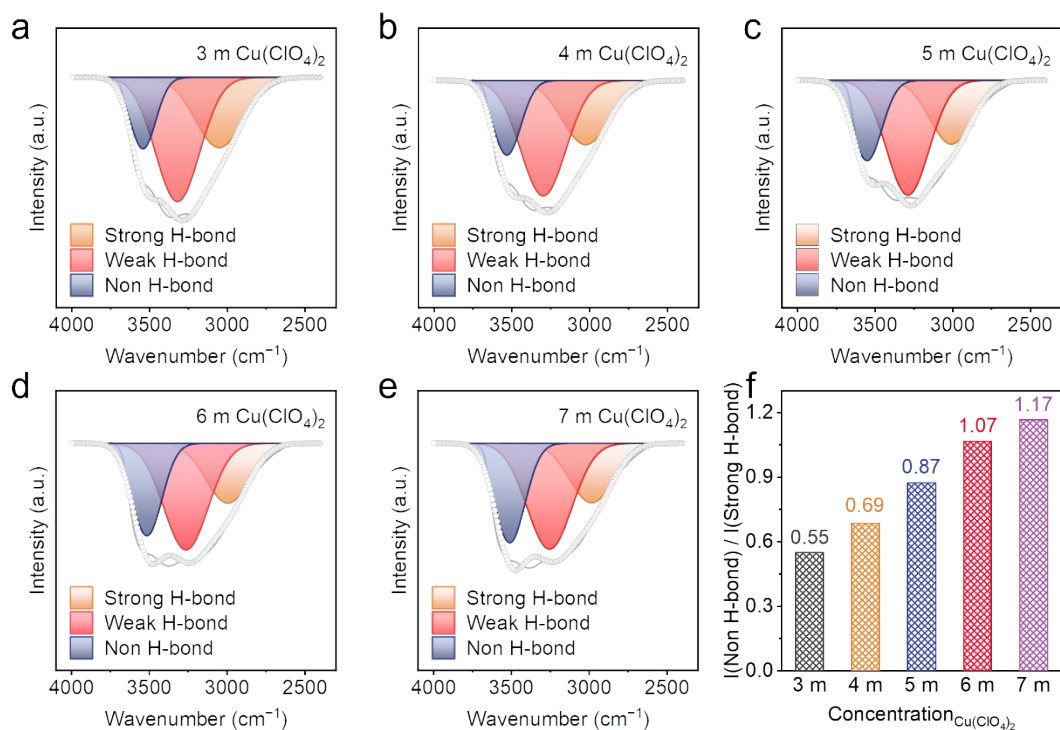 a
3 m Cu(ClO₄)₂
Intensity (a.u.)
Strong H-bond
Weak H-bond
Non H-bond
4000 3500 3000 2500
Wavenumber (cm⁻¹)
b
4 m Cu(ClO₄)₂
Intensity (a.u.)
Strong H-bond
Weak H-bond
Non H-bond
4000 3500 3000 2500
Wavenumber (cm⁻¹)
c
5 m Cu(ClO₄)₂
Intensity (a.u.)
Strong H-bond
Weak H-bond
Non H-bond
4000 3500 3000 2500
Wavenumber (cm⁻¹)
d
6 m Cu(ClO₄)₂
Intensity (a.u.)
Strong H-bond
Weak H-bond
Non H-bond
4000 3500 3000 2500
Wavenumber (cm⁻¹)
e
7 m Cu(ClO₄)₂
Intensity (a.u.)
Strong H-bond
Weak H-bond
Non H-bond
4000 3500 3000 2500
Wavenumber (cm⁻¹)
f
I(Non H-bond) / I(Strong H-bond)
1.2
0.9
0.6
0.3
0.0
0.55
0.69
0.87
1.07
1.17
3 m 4 m 5 m 6 m 7 m
Concentration Cu(ClO₄)₂